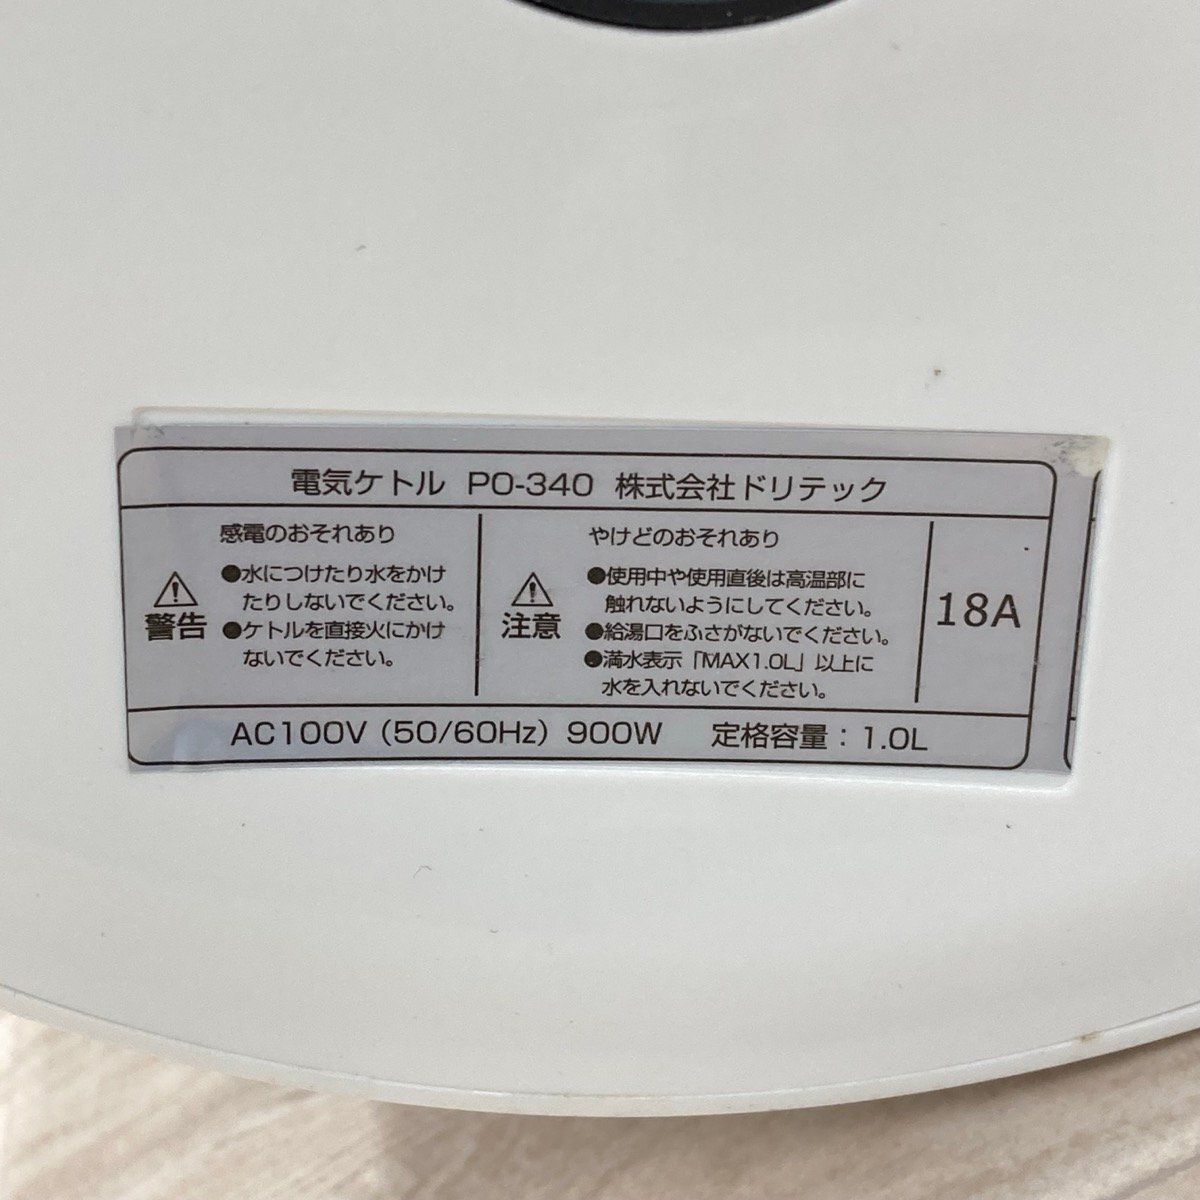 電気ケトル PO-340 株式会社ドリテック
感電のおそれあり
警告
●水につけたり水をかけ
たりしないでください。
●ケトルを直接火にかけ
ないでください。
やけどのおそれあり
注意
●使用中や使用直後は高温部に
触れないようにしてください。
●給湯口をふさがないでください。
●満水表示「MAX1.0L」以上に
水を入れないでください。
18A
AC100V (50/60Hz) 900W 定格容量：1.0L